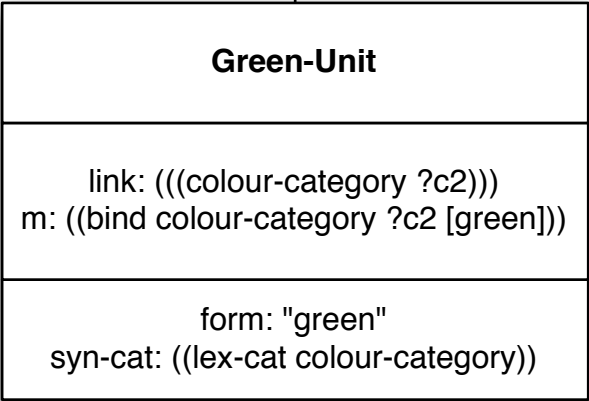 Green-Unit
link: (((colour-category ?c2)))
m: ((bind colour-category ?c2 [green]))
form: "green"
syn-cat: ((lex-cat colour-category))